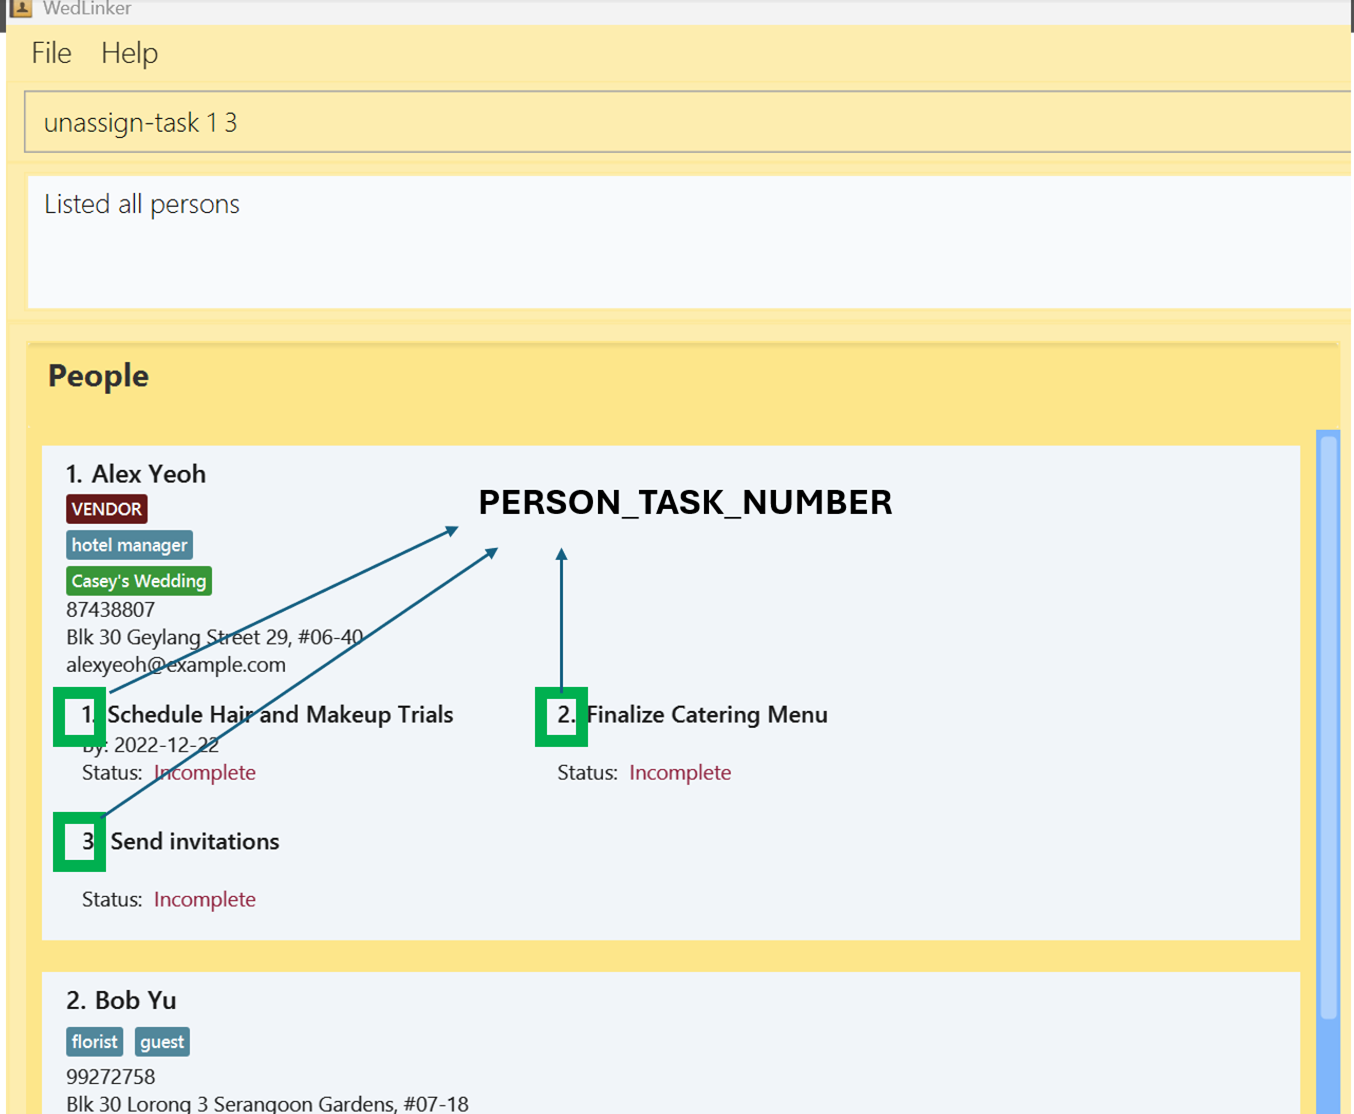 WedLinker
File Help
unassign-task 1 3
Listed all persons
People
1. Alex Yeoh
VENDOR
PERSON_TASK_NUMBER
hotel manager
Casey's Wedding
87438807
Blk 30 Geylang Street 29, #06-40
alexyeoh@example.com
1. Schedule Hair and Makeup Trials
By: 2022-12-22
Status: Incomplete
2. Finalize Catering Menu
Status: Incomplete
3 Send invitations
Status: Incomplete
2. Bob Yu
florist guest
99272758
Blk 30 Lorong 3 Serangoon Gardens, #07-18